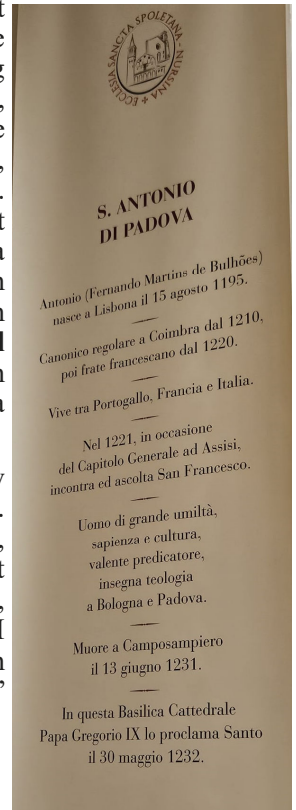 ECCLESIA SANCTA SPOLETANA - NURSINA
S. ANTONIO
DI PADOVA
Antonio (Fernando Martins de Bulhões)
nasce a Lisbona il 15 agosto 1195.
Canonico regolare a Coimbra dal 1210,
poi frate francescano dal 1220.
Vive tra Portogallo, Francia e Italia.
Nel 1221, in occasione
del Capitolo Generale ad Assisi,
incontra ed ascolta San Francesco.
Uomo di grande umiltà,
sapienza e cultura,
valente predicatore,
insegna teologia
a Bologna e Padova.
Muore a Camposampiero
il 13 giugno 1231.
In questa Basilica Cattedrale
Papa Gregorio IX lo proclama Santo
il 30 maggio 1232.